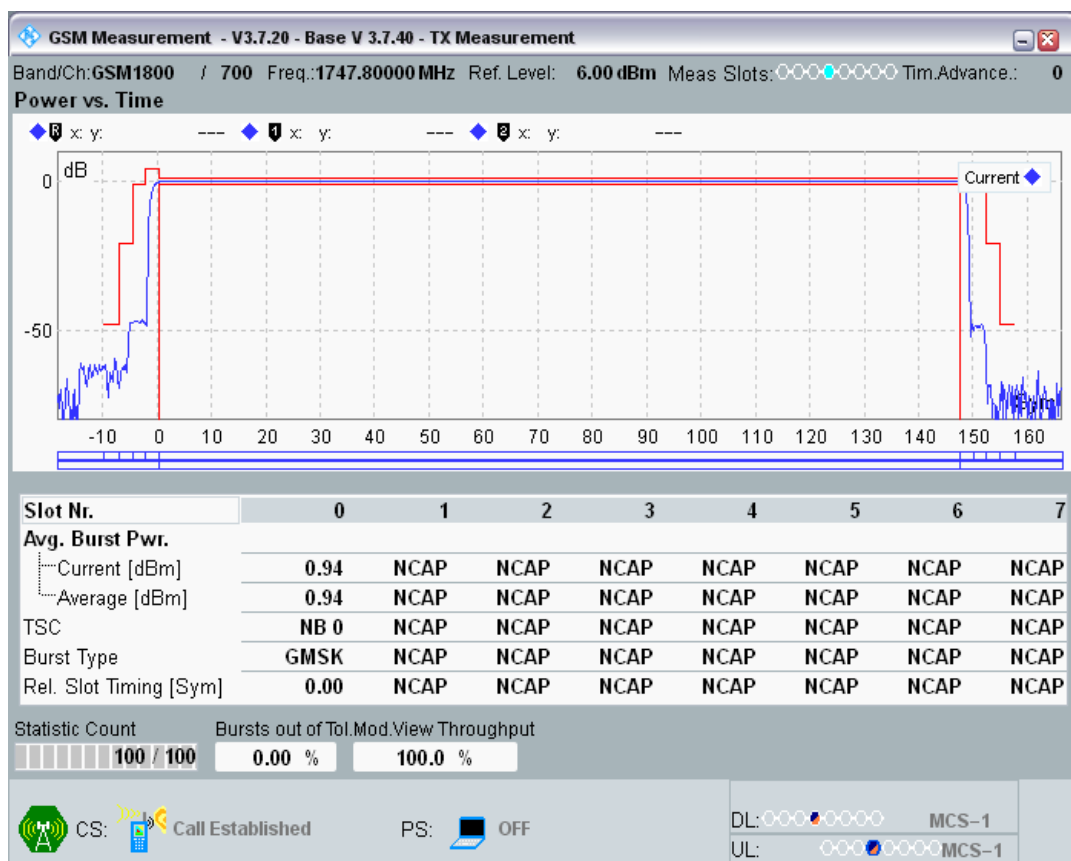 GSM Measurement - V3.7.20 - Base V 3.7.40 - TX Measurement
Band/Ch:GSM1800 / 700 Freq.:1747.80000 MHz Ref. Level: 6.00 dBm Meas Slots: Tim.Advance.: 0
Power vs. Time
R x: y: --- 1 x: y: --- 2 x: y: ---
dB
Current
0
-50
-10 0 10 20 30 40 50 60 70 80 90 100 110 120 130 140 150 160
Slot Nr. 0 1 2 3 4 5 6 7
Avg. Burst Pwr.
Current [dBm] 0.94 NCAP NCAP NCAP NCAP NCAP NCAP NCAP
Average [dBm] 0.94 NCAP NCAP NCAP NCAP NCAP NCAP NCAP
TSC NB 0 NCAP NCAP NCAP NCAP NCAP NCAP NCAP
Burst Type GMSK NCAP NCAP NCAP NCAP NCAP NCAP NCAP
Rel. Slot Timing [Sym] 0.00 NCAP NCAP NCAP NCAP NCAP NCAP NCAP
Statistic Count Bursts out of Tol.Mod.View Throughput
100 / 100 0.00 % 100.0 %
CS: Call Established PS: OFF DL: MCS-1
UL: MCS-1